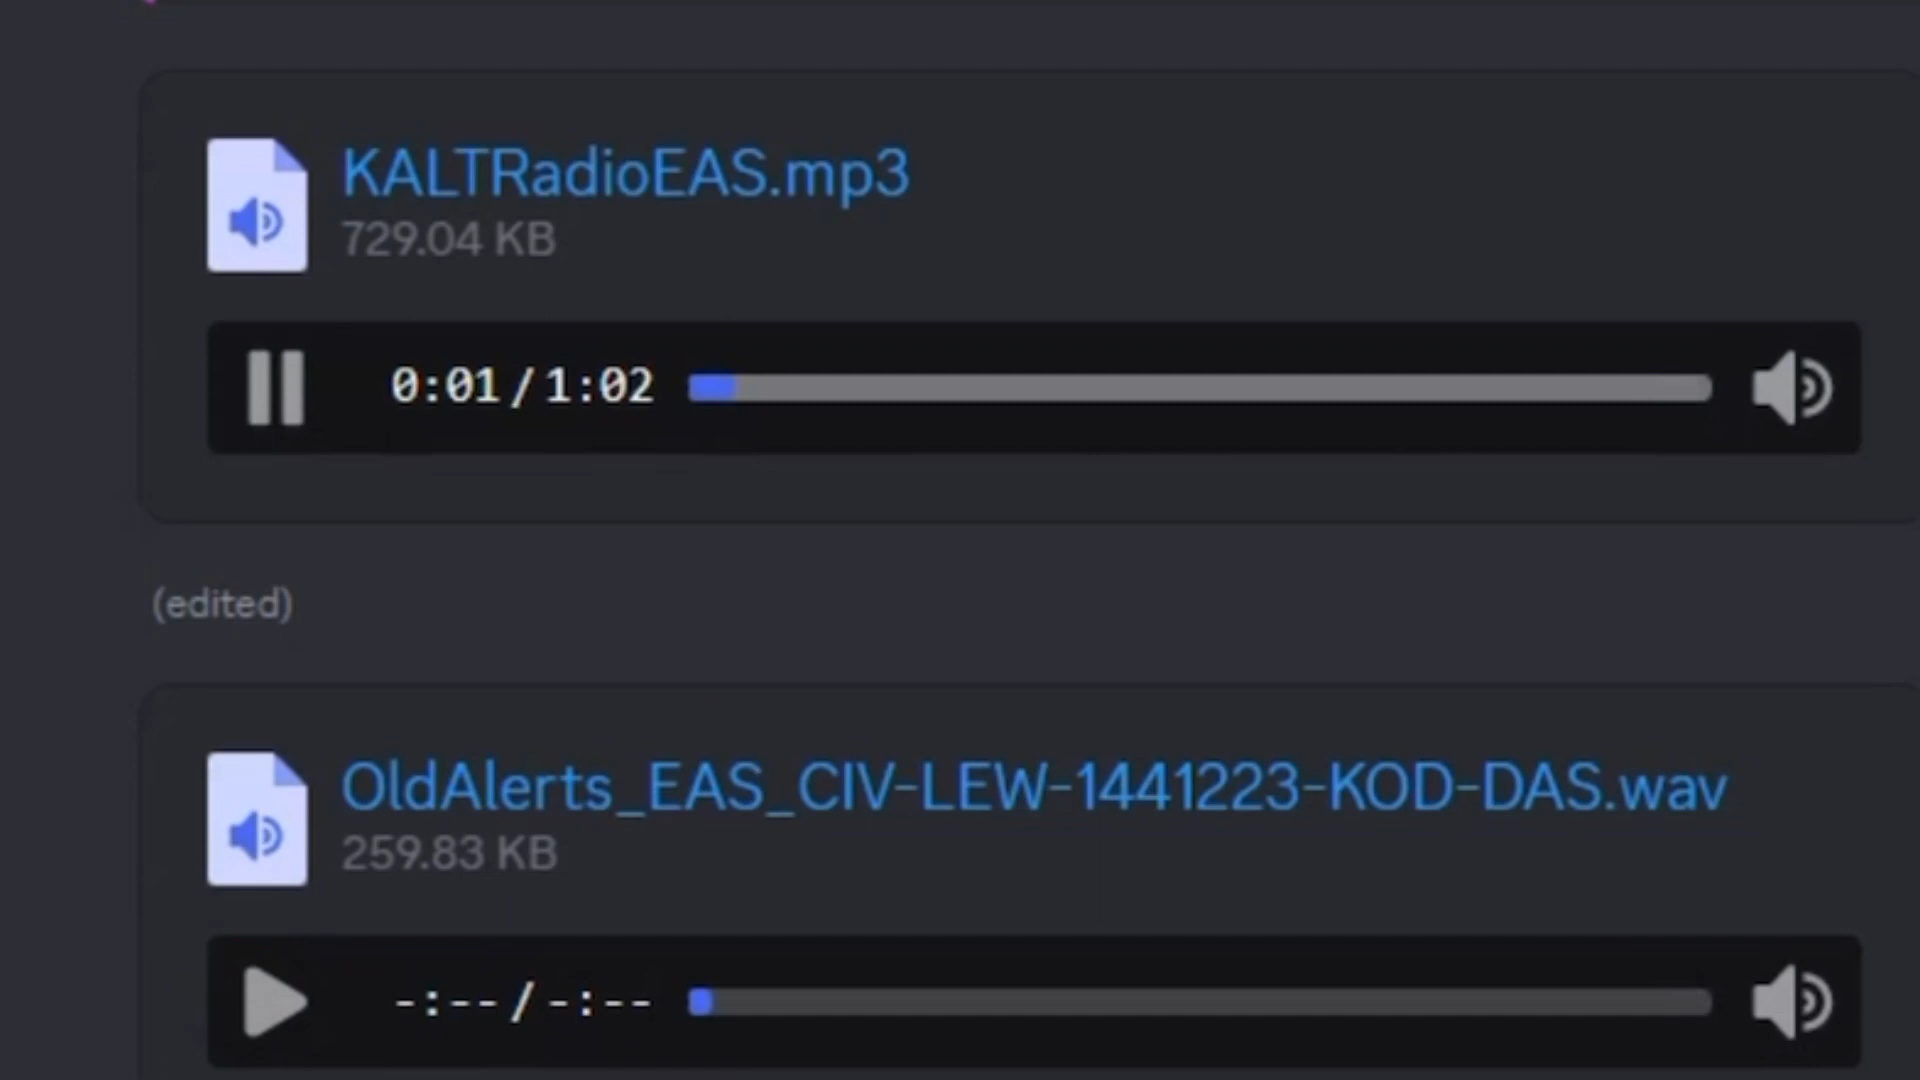 KALTRadioEAS.mp3
729.04 KB
0:01 / 1:02
(edited)
OldAlerts_EAS_CIV-LEW-1441223-KOD-DAS.wav
259.83 KB
-:-- / -:--